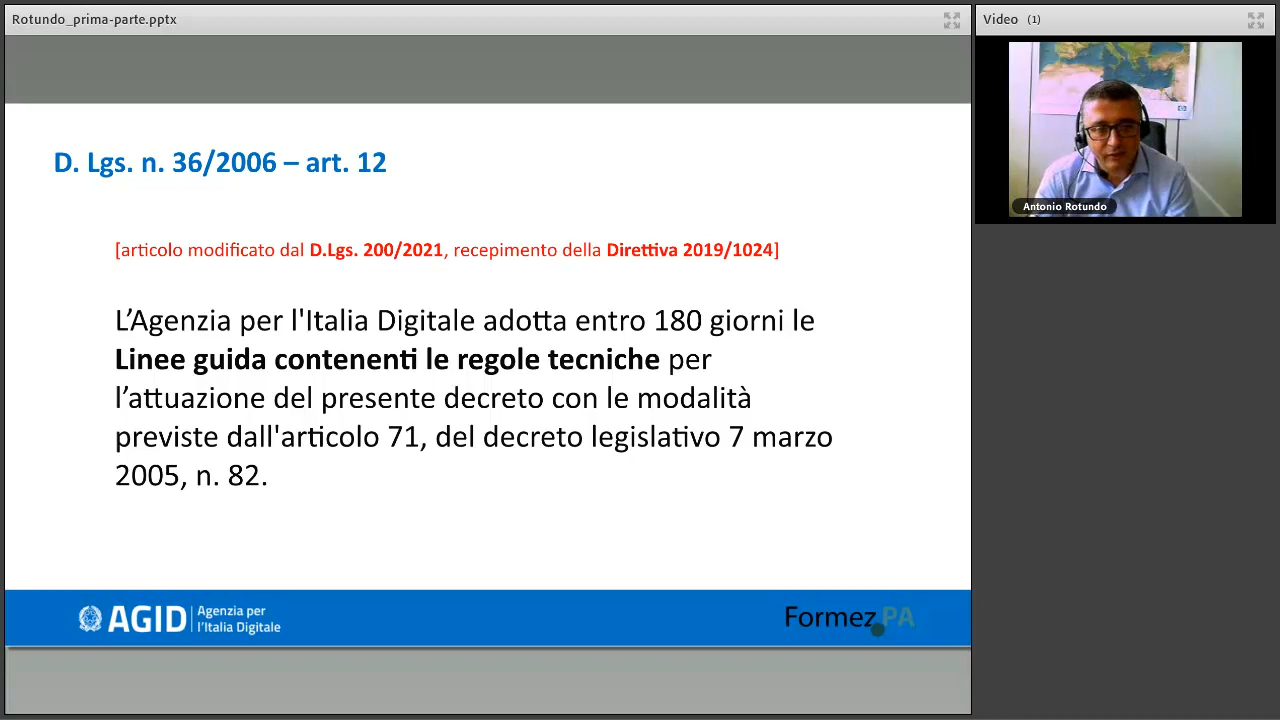 Rotundo_prima-parte.pptx
Video (1)
Antonio Rotundo
D. Lgs. n. 36/2006 – art. 12
[articolo modificato dal D.Lgs. 200/2021, recepimento della Direttiva 2019/1024]
L’Agenzia per l'Italia Digitale adotta entro 180 giorni le
Linee guida contenenti le regole tecniche per
l’attuazione del presente decreto con le modalità
previste dall'articolo 71, del decreto legislativo 7 marzo
2005, n. 82.
AGID
Agenzia per
l’Italia Digitale
Formez PA